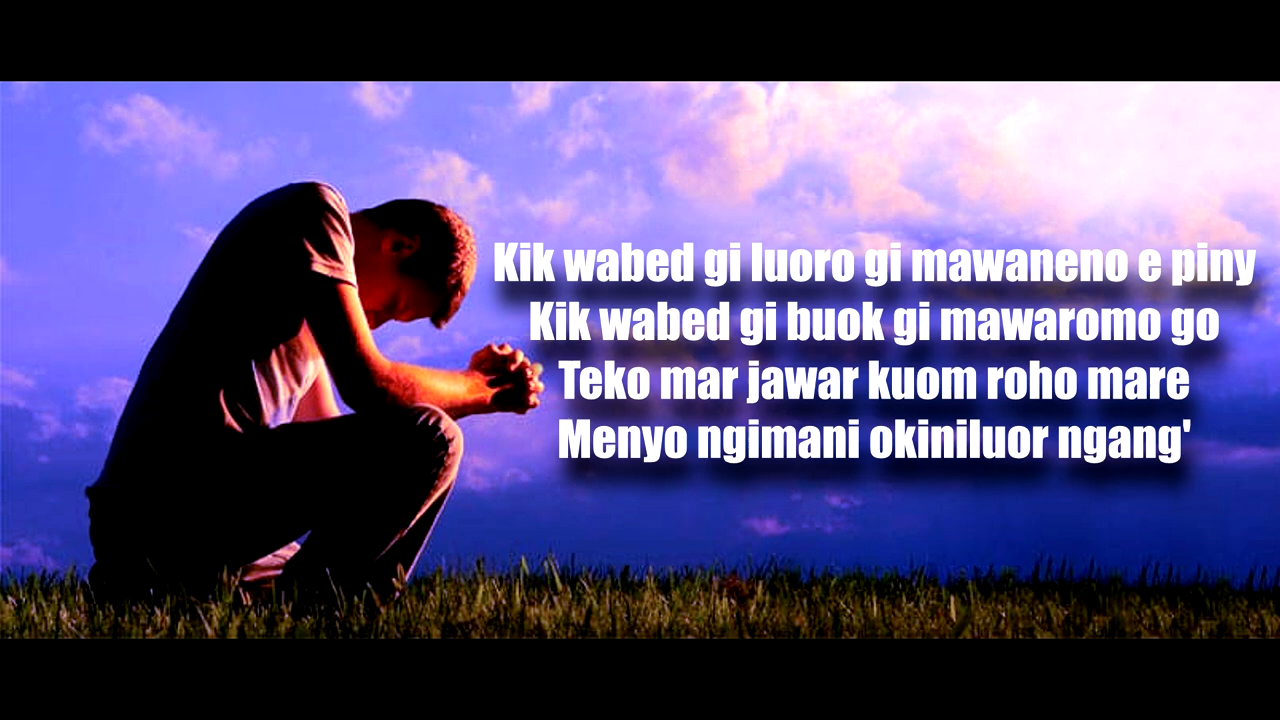 Kik wabed gi luoro gi mawaneno e piny
Kik wabed gi buok gi mawaromo go
Teko mar jawar kuom roho mare
Menyo ngimani okiniluor ngang'